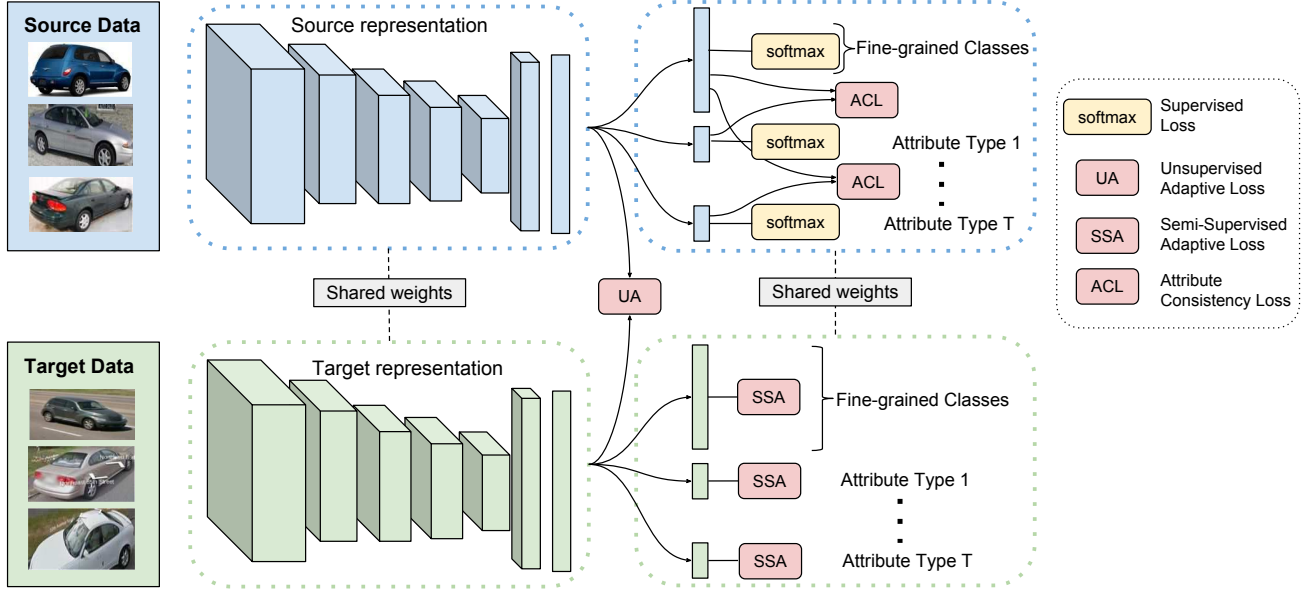 Source Data
Source representation
softmax
Fine-grained Classes
ACL
softmax
Attribute Type 1
ACL
softmax
Attribute Type T
Shared weights
UA
Shared weights
softmax
Supervised
Loss
UA
Unsupervised
Adaptive Loss
SSA
Semi-Supervised
Adaptive Loss
ACL
Attribute
Consistency Loss
Target Data
Target representation
SSA
Fine-grained Classes
SSA
Attribute Type 1
SSA
Attribute Type T